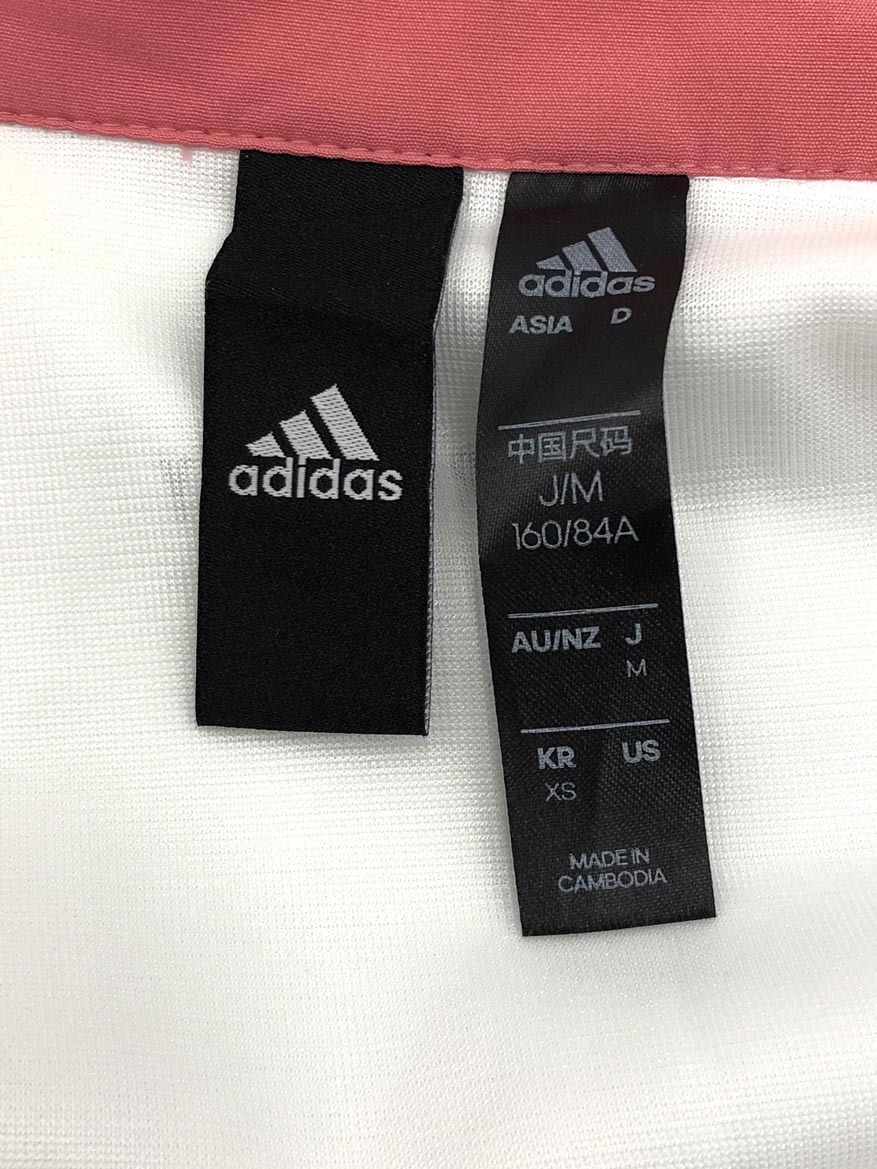 adidas
adidas
ASIA D
中国尺码
J/M
160/84A
AU/NZ J
M
KR US
XS
MADE IN
CAMBODIA